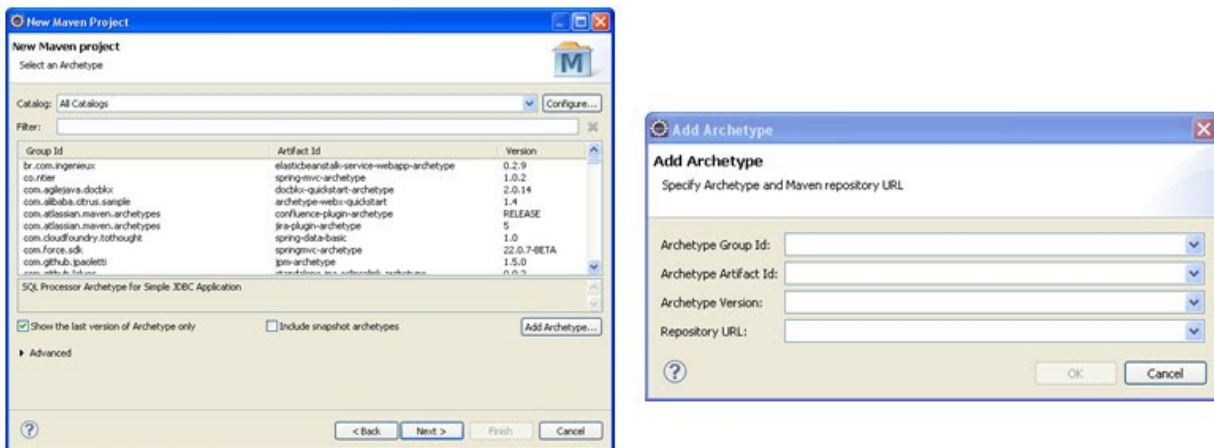 New Maven Project
New Maven project
Select an Archetype
M
Catalog: All Catalogs Configure...
Filter:
Group Id Artifact Id Version
br.com.ingenieux elasticbeanstalk-service-webapp-archetype 0.2.9
co.ntier spring-mvc-archetype 1.0.2
com.agilejava.docbkx docbkx-quickstart-archetype 2.0.14
com.alibaba.citrus.sample archetype-webx-quickstart 1.4
com.atlassian.maven.archetypes confluence-plugin-archetype RELEASE
com.atlassian.maven.archetypes jira-plugin-archetype 5
com.cloudfoundry.tothought spring-data-basic 1.0
com.force.sdk springmvc-archetype 22.0.7-BETA
com.github.jpaoletti jpm-archetype 1.5.0
SQL Processor Archetype for Simple JDBC Application
Show the last version of Archetype only Include snapshot archetypes Add Archetype...
Advanced
? < Back Next > Finish Cancel
Add Archetype
Add Archetype
Specify Archetype and Maven repository URL
Archetype Group Id:
Archetype Artifact Id:
Archetype Version:
Repository URL:
? OK Cancel